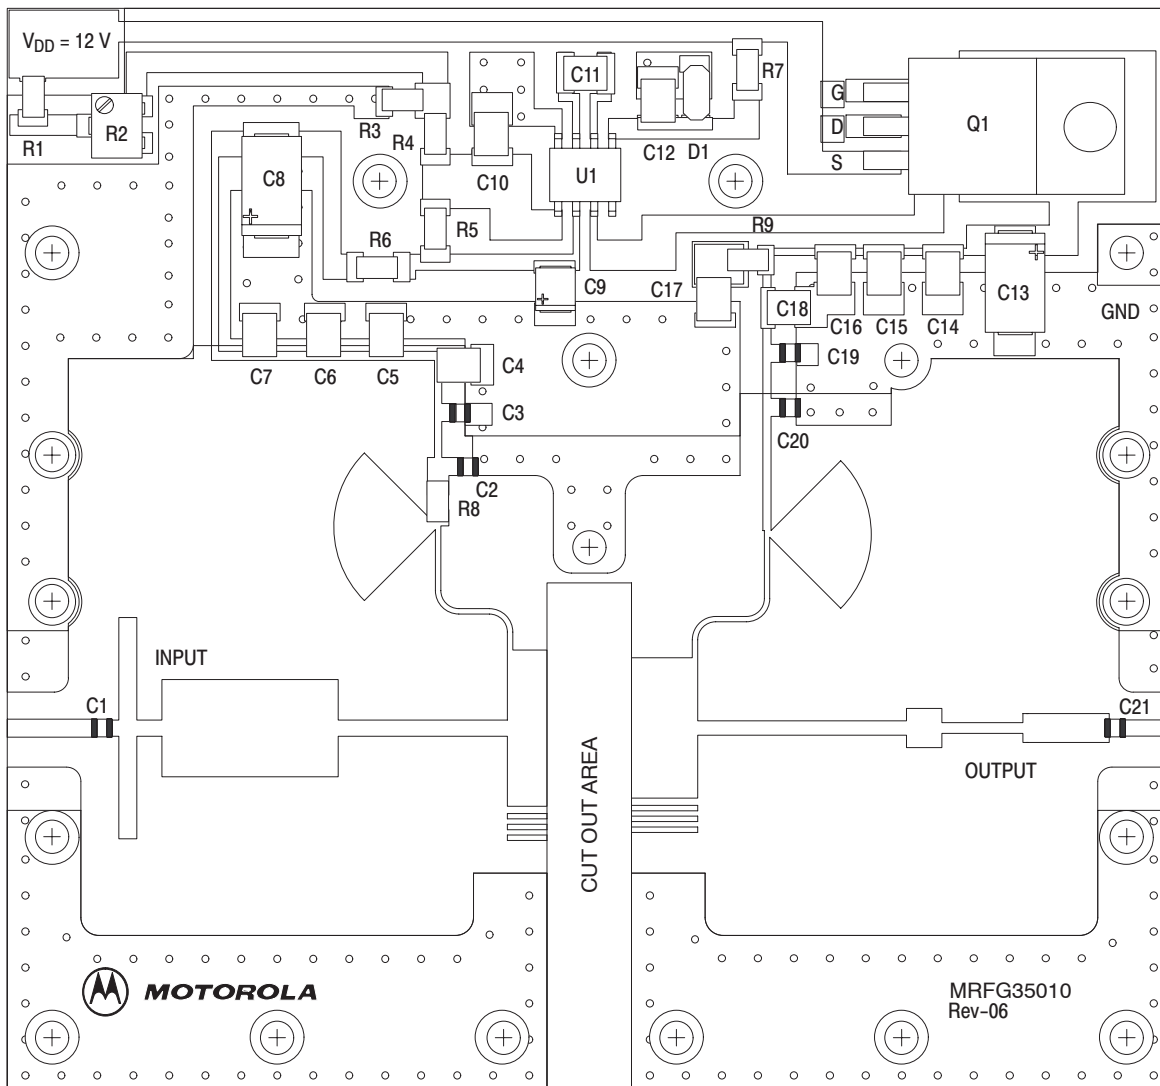 V_DD = 12 V
C11
R7
G
R2
R3
D
Q1
R1
R4
C12
D1
S
C8
C10
U1
R5
R9
R6
C9
C17
C18
C13
GND
C16
C15
C14
C7
C6
C5
C4
C19
C3
C20
C2
R8
INPUT
C1
C21
OUTPUT
CUT OUT AREA
MOTOROLA
MRFG35010
Rev-06